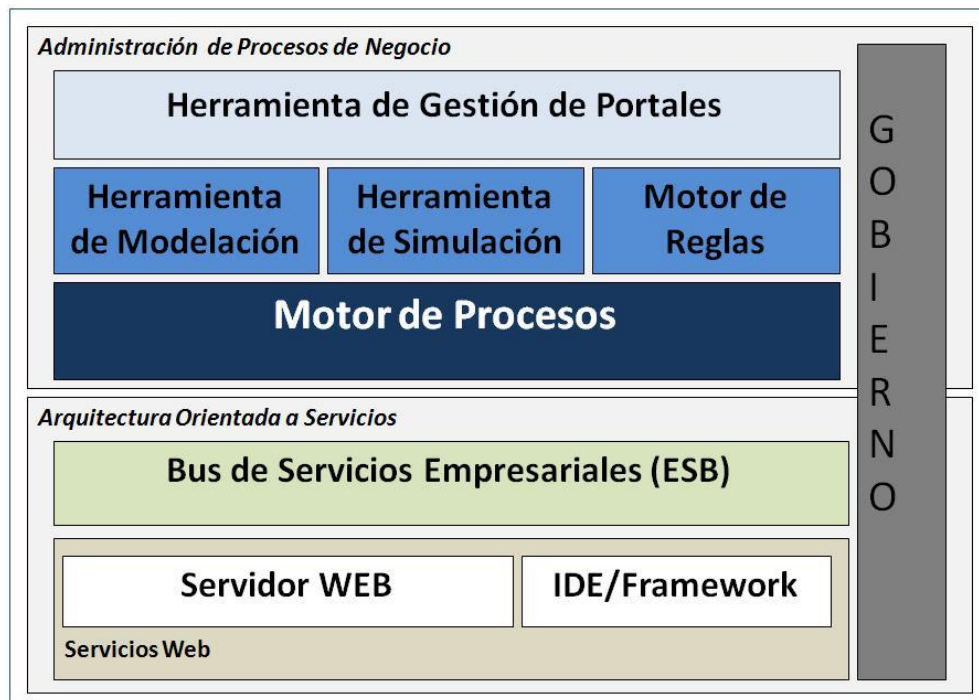 Administración de Procesos de Negocio
Herramienta de Gestión de Portales
Herramienta
de Modelación
Herramienta
de Simulación
Motor de
Reglas
Motor de Procesos
Arquitectura Orientada a Servicios
Bus de Servicios Empresariales (ESB)
Servidor WEB
IDE/Framework
Servicios Web
G
O
B
I
E
R
N
O